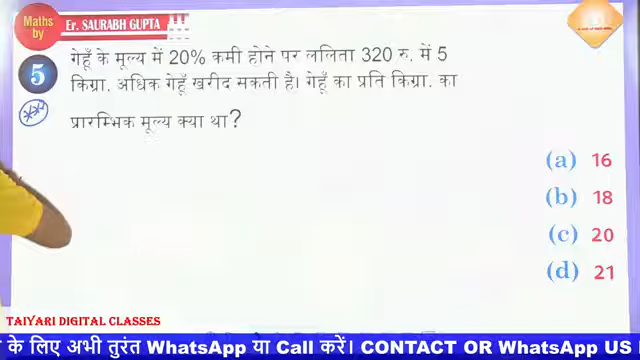 Maths
by
Er. SAURABH GUPTA
5
गेहूँ के मूल्य में 20% कमी होने पर ललिता 320 रु. में 5
किग्रा. अधिक गेहूँ खरीद सकती है। गेहूँ का प्रति किग्रा. का
प्रारम्भिक मूल्य क्या था?
(a) 16
(b) 18
(c) 20
(d) 21
TAIYARI DIGITAL CLASSES
के लिए अभी तुरंत WhatsApp या Call करें। CONTACT OR WhatsApp US